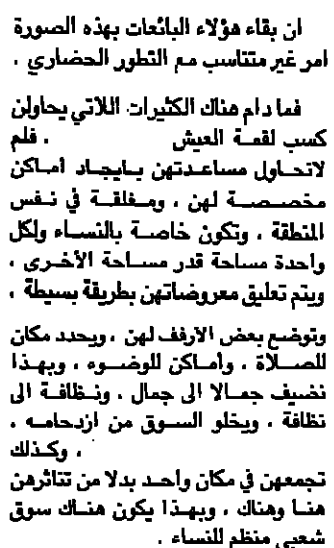 ان بقاء هؤلاء البائعات بهذه الصورة
امر غير متناسب مع التطور الحضاري .
فما دام هناك الكثيرات اللاتي يحاولن
كسب لقمة العيش . فلم
لاتحاول مساعدتهن بايجاد أماكن
مخصصة لهن ، ومغلقة في نفس
المنطقة ، وتكون خاصة بالنساء ولكل
واحدة مساحة قدر مساحة الأخرى ،
ويتم تعليق معروضاتهن بطريقة بسيطة ،
وتوضع بعض الارفف لهن ، ويحدد مكان
للصلاة ، وأماكن للوضوء ، وبهذا
نضيف جمالا الى جمال ، ونظافة الى
نظافة ، ويخلو السوق من ازدحامه ،
، وكذلك
تجمعهن في مكان واحد بدلا من تناثرهن
هنا وهناك ، وبهذا يكون هناك سوق
شعبي منظم للنساء .